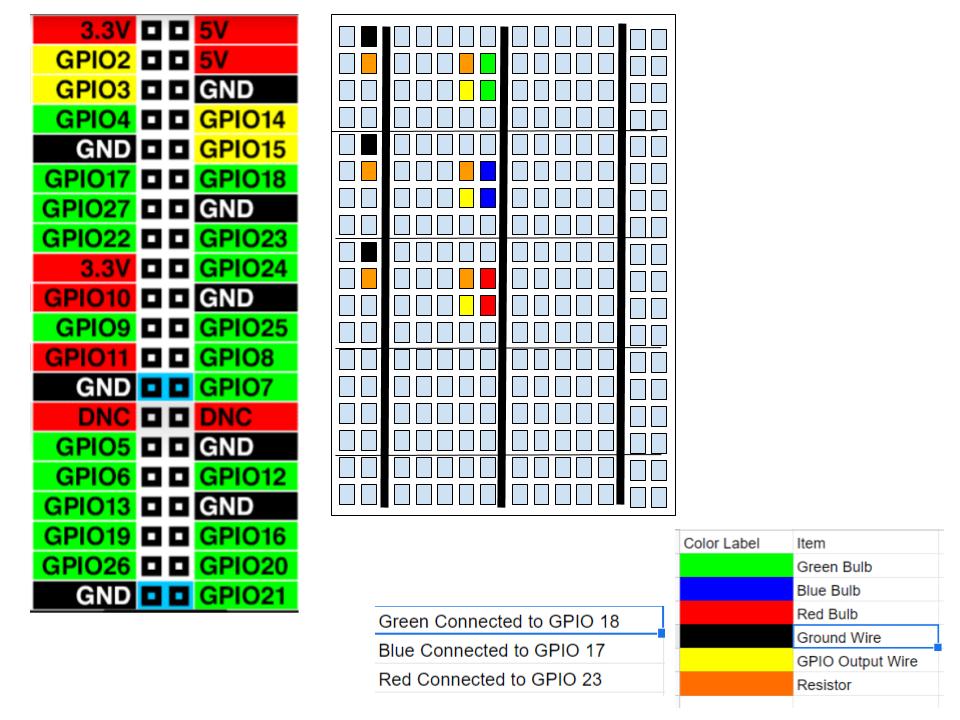 3.3V 5V
GPIO2 5V
GPIO3 GND
GPIO4 GPIO14
GND GPIO15
GPIO17 GPIO18
GPIO27 GND
GPIO22 GPIO23
3.3V GPIO24
GPIO10 GND
GPIO9 GPIO25
GPIO11 GPIO8
GND GPIO7
DNC DNC
GPIO5 GND
GPIO6 GPIO12
GPIO13 GND
GPIO19 GPIO16
GPIO26 GPIO20
GND GPIO21
Green Connected to GPIO 18
Blue Connected to GPIO 17
Red Connected to GPIO 23
Color Label Item
Green Bulb
Blue Bulb
Red Bulb
Ground Wire
GPIO Output Wire
Resistor